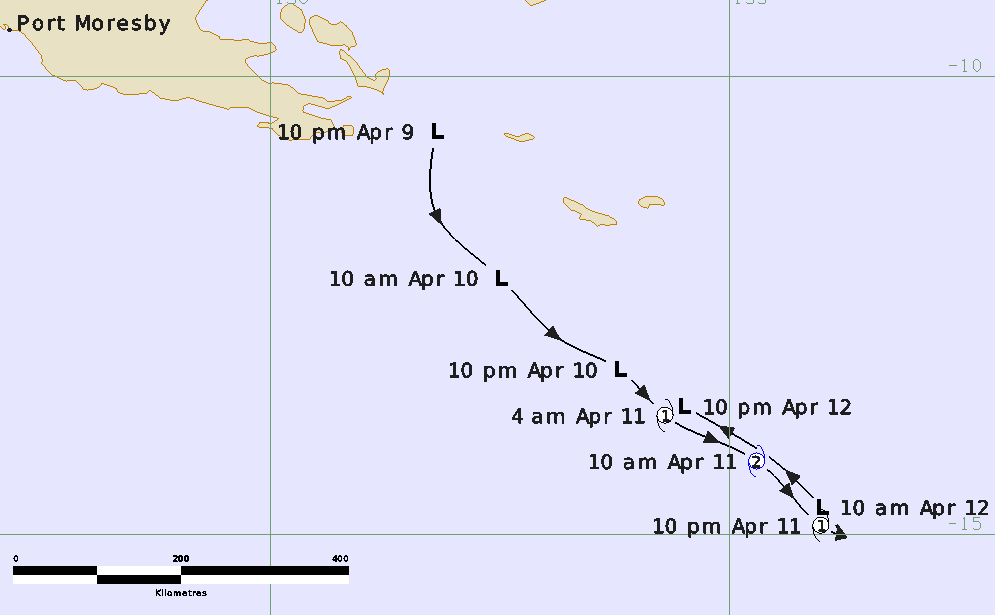 150
155
Port Moresby
-10
10 pm Apr 9 L
10 am Apr 10 L
10 pm Apr 10 L
L 10 pm Apr 12
4 am Apr 11 1
10 am Apr 11 2
L 10 am Apr 12
10 pm Apr 11 1
-15
0 200 400
Kilometres